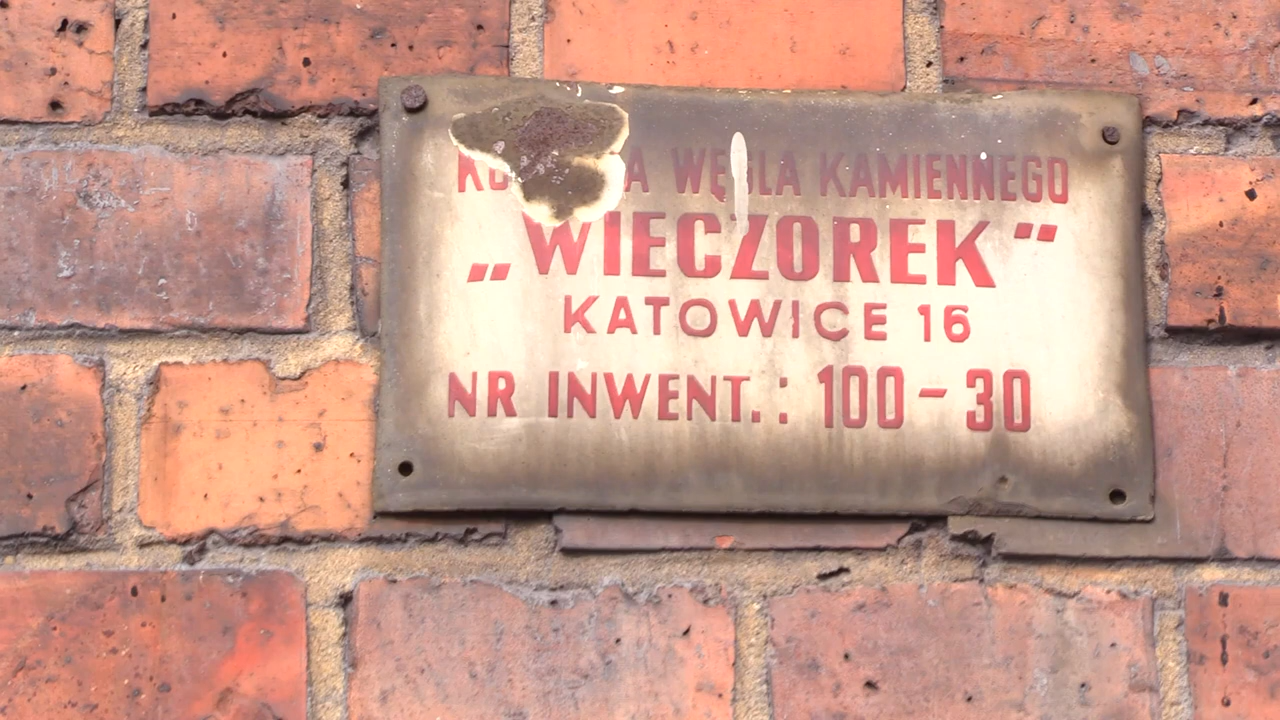 WĘGLA KAMIENNEGO
„WIECZOREK"
KATOWICE 16
NR INWENT.: 100-30